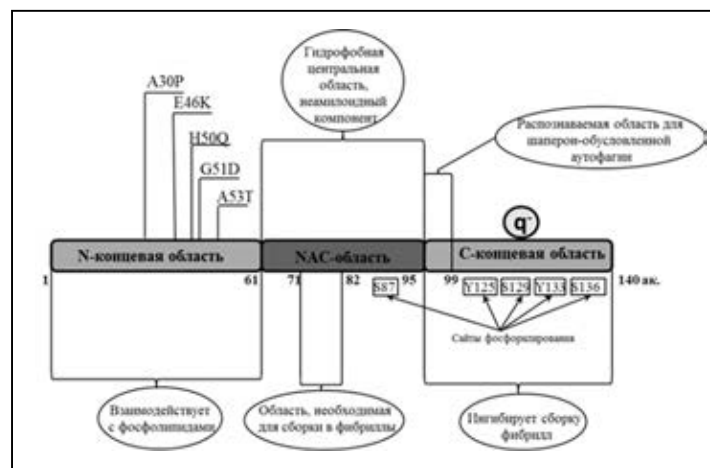 Гидрофобная
центральная
область,
неамилоидный
компонент
A30P
E46K
H50Q
G51D
A53T
Распознаваемая область для
шаперон-обусловленной
аутофагии
q-
N-концевая область
NAC-область
C-концевая область
1
61
71
82
95
99
140 ак.
S87
Y125
S129
Y133
S136
Сайты фосфорилирования
Взаимодействует
с фосфолипидами
Область, необходимая
для сборки в фибриллы
Ингибирует сборку
фибрилл